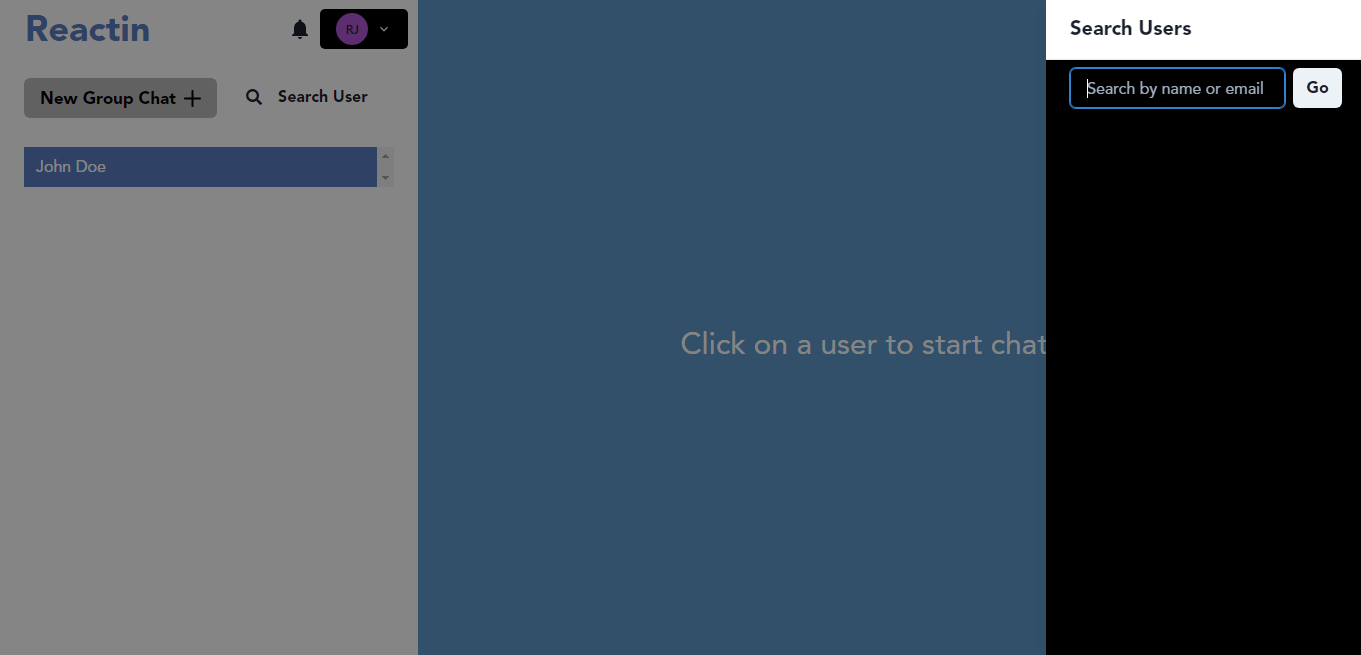 Reactin
RJ
New Group Chat
Search User
John Doe
Click on a user to start chat
Search Users
Search by name or email
Go